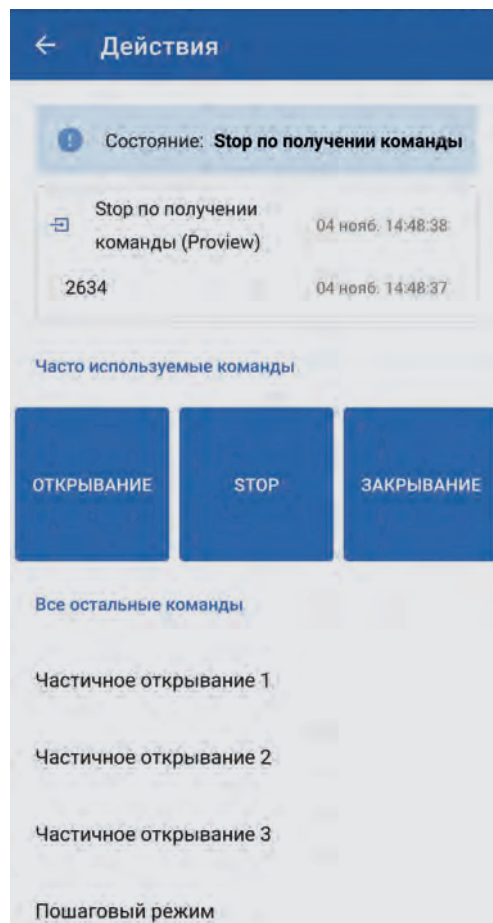 Действия
Состояние: Stop по получении команды
Stop по получении
команды (Proview)
04 нояб. 14:48:38
2634
04 нояб. 14:48:37
Часто используемые команды
ОТКРЫВАНИЕ
STOP
ЗАКРЫВАНИЕ
Все остальные команды
Частичное открывание 1
Частичное открывание 2
Частичное открывание 3
Пошаговый режим